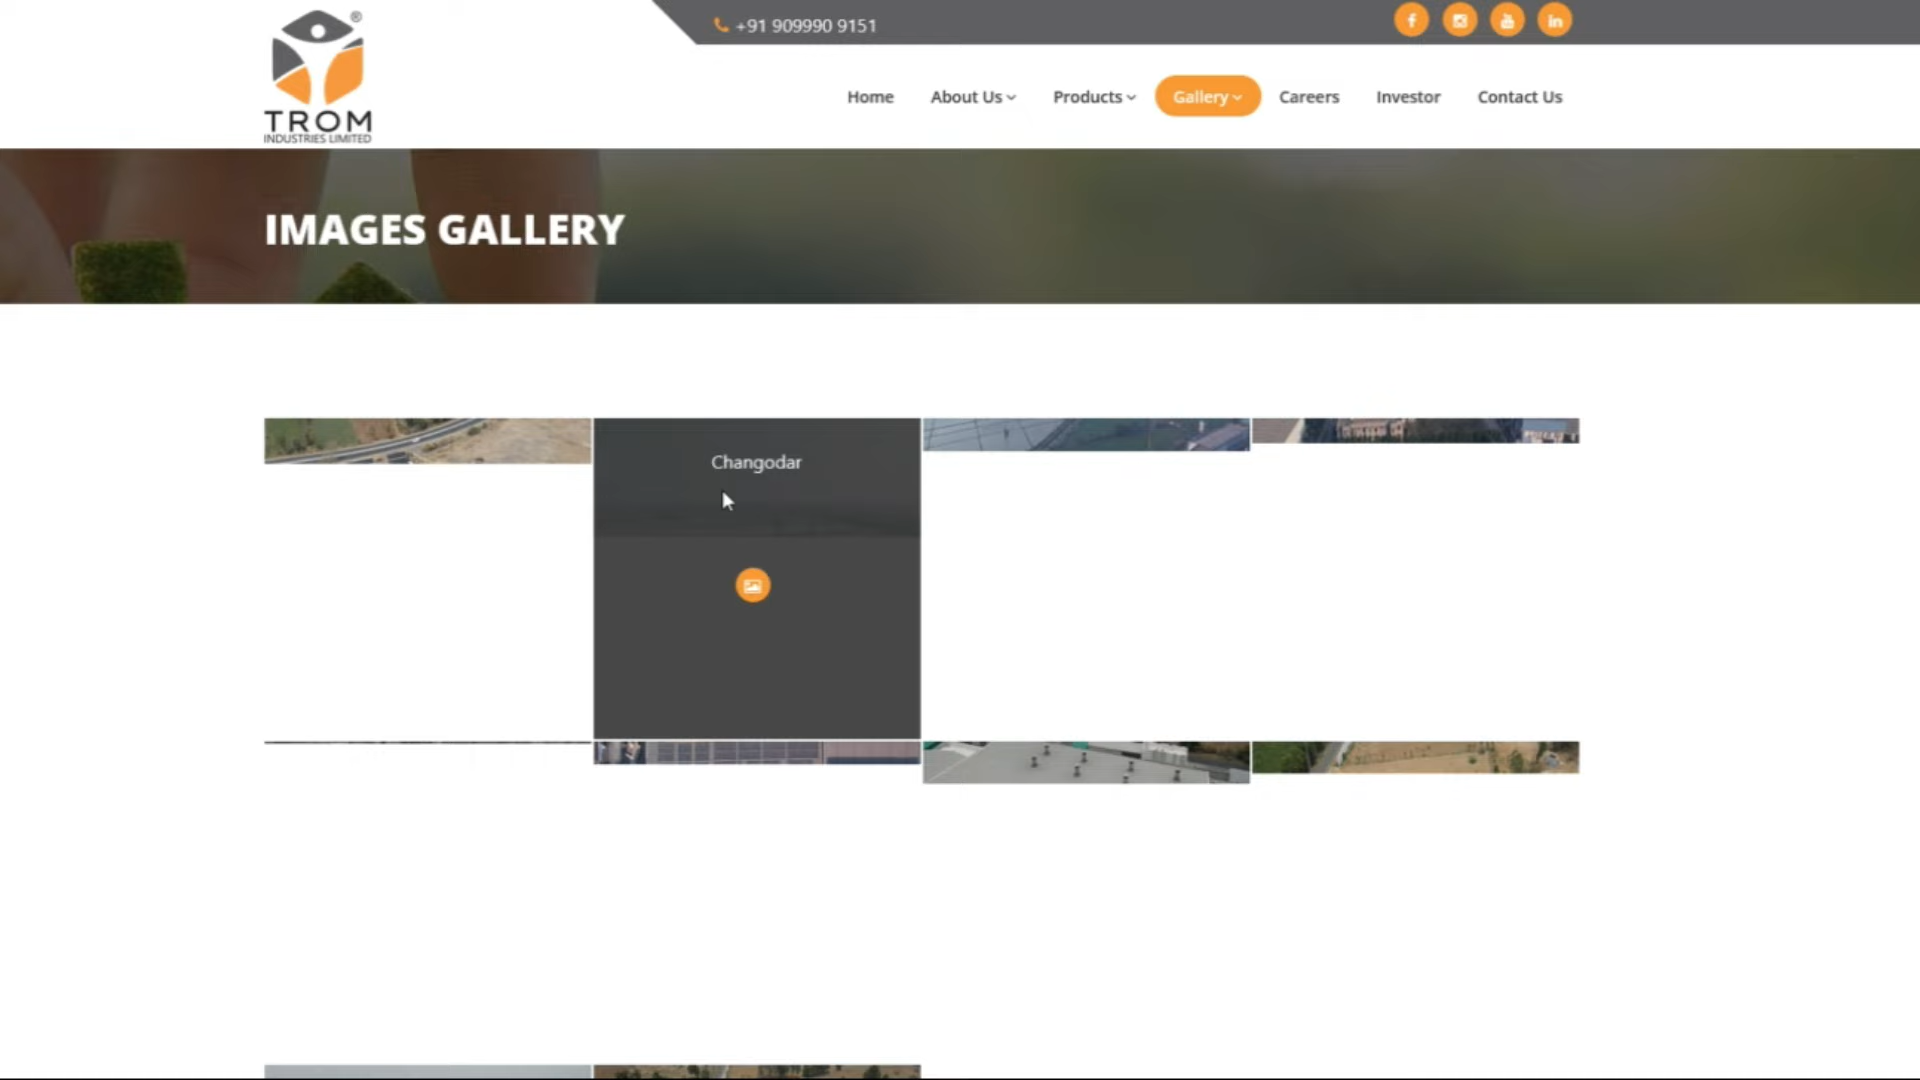 ®
TROM
INDUSTRIES LIMITED
+91 909990 9151
Home
About Us
Products
Gallery
Careers
Investor
Contact Us
IMAGES GALLERY
Changodar